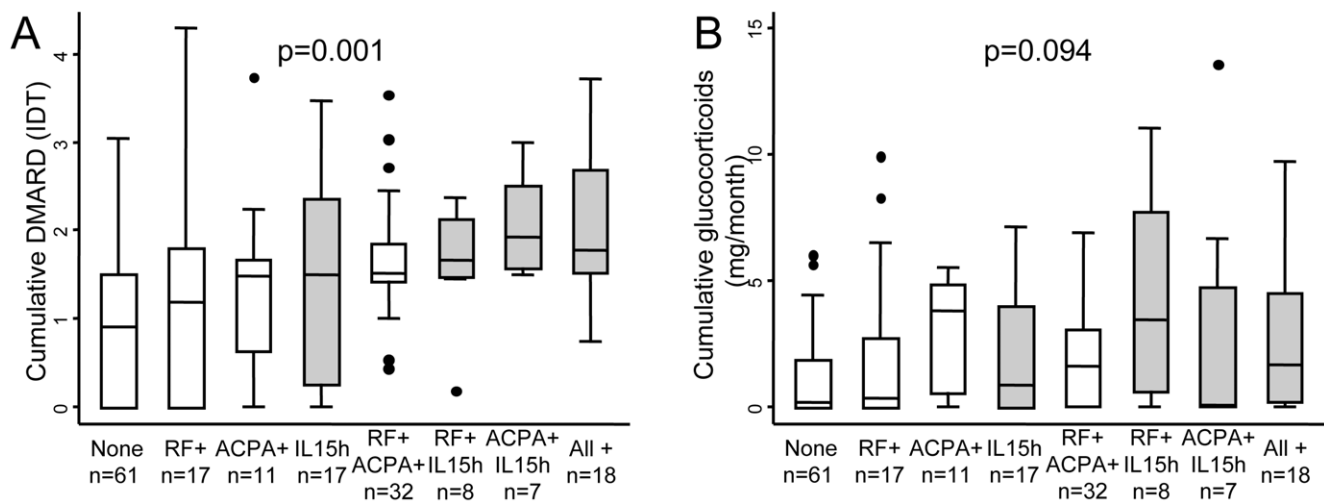 A
p=0.001
Cumulative DMARD (IDT)
4
3
2
1
0
None
n=61
RF+
n=17
ACPA+
n=11
IL15h
n=17
RF+
ACPA+
n=32
RF+
IL15h
n=8
ACPA+
IL15h
n=7
All +
n=18
B
p=0.094
Cumulative glucocorticoids
(mg/month)
15
10
5
0
None
n=61
RF+
n=17
ACPA+
n=11
IL15h
n=17
RF+
ACPA+
n=32
RF+
IL15h
n=8
ACPA+
IL15h
n=7
All +
n=18